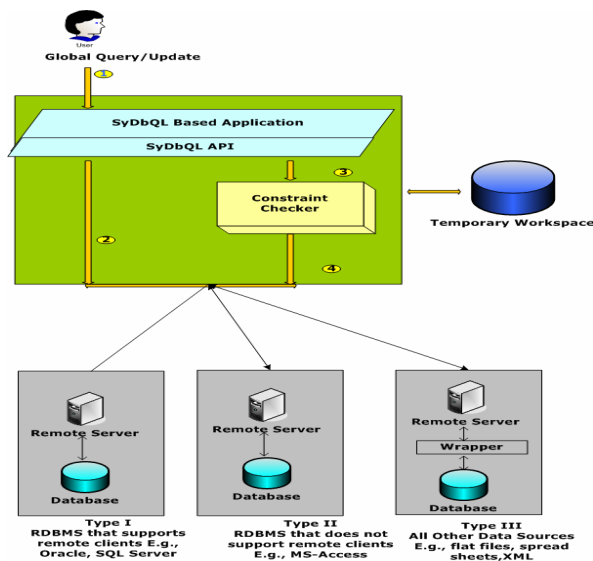 User
Global Query/Update
1
SyDbQL Based Application
SyDbQL API
3
Constraint
Checker
Temporary Workspace
2
4
Remote Server
Database
Type I
RDBMS that supports
remote clients E.g.,
Oracle, SQL Server
Remote Server
Database
Type II
RDBMS that does not
support remote clients
E.g., MS-Access
Remote Server
Wrapper
Database
Type III
All Other Data Sources
E.g., flat files, spread
sheets,XML